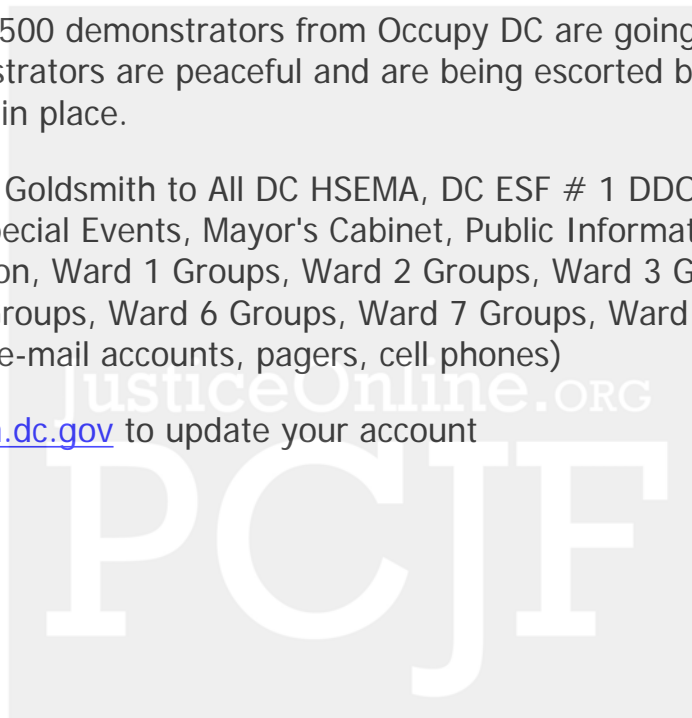 500 demonstrators from Occupy DC are going
strators are peaceful and are being escorted b
in place.
Goldsmith to All DC HSEMA, DC ESF # 1 DDO
pecial Events, Mayor's Cabinet, Public Informat
on, Ward 1 Groups, Ward 2 Groups, Ward 3 G
Groups, Ward 6 Groups, Ward 7 Groups, Ward
e-mail accounts, pagers, cell phones)
JusticeOnline.ORG
.dc.gov to update your account
PCJF